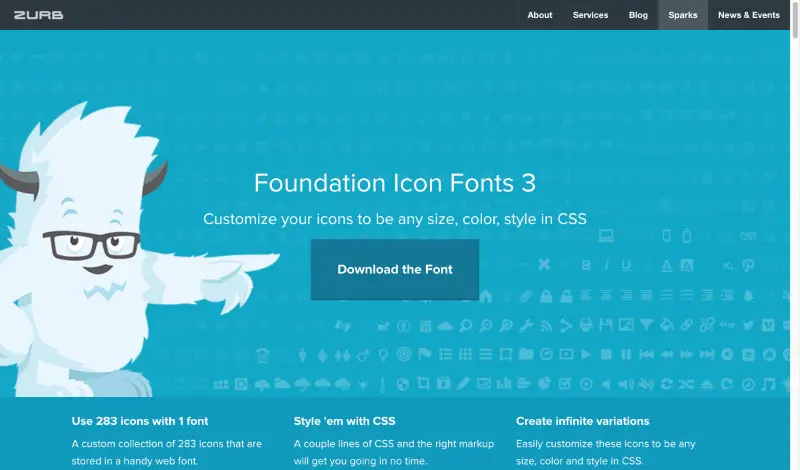 ZURB
About Services Blog Sparks News & Events
Foundation Icon Fonts 3
Customize your icons to be any size, color, style in CSS
Download the Font
B I U A A
Use 283 icons with 1 font
A custom collection of 283 icons that are
stored in a handy web font.
Style 'em with CSS
A couple lines of CSS and the right markup
will get you going in no time.
Create infinite variations
Easily customize these icons to be any
size, color and style in CSS.